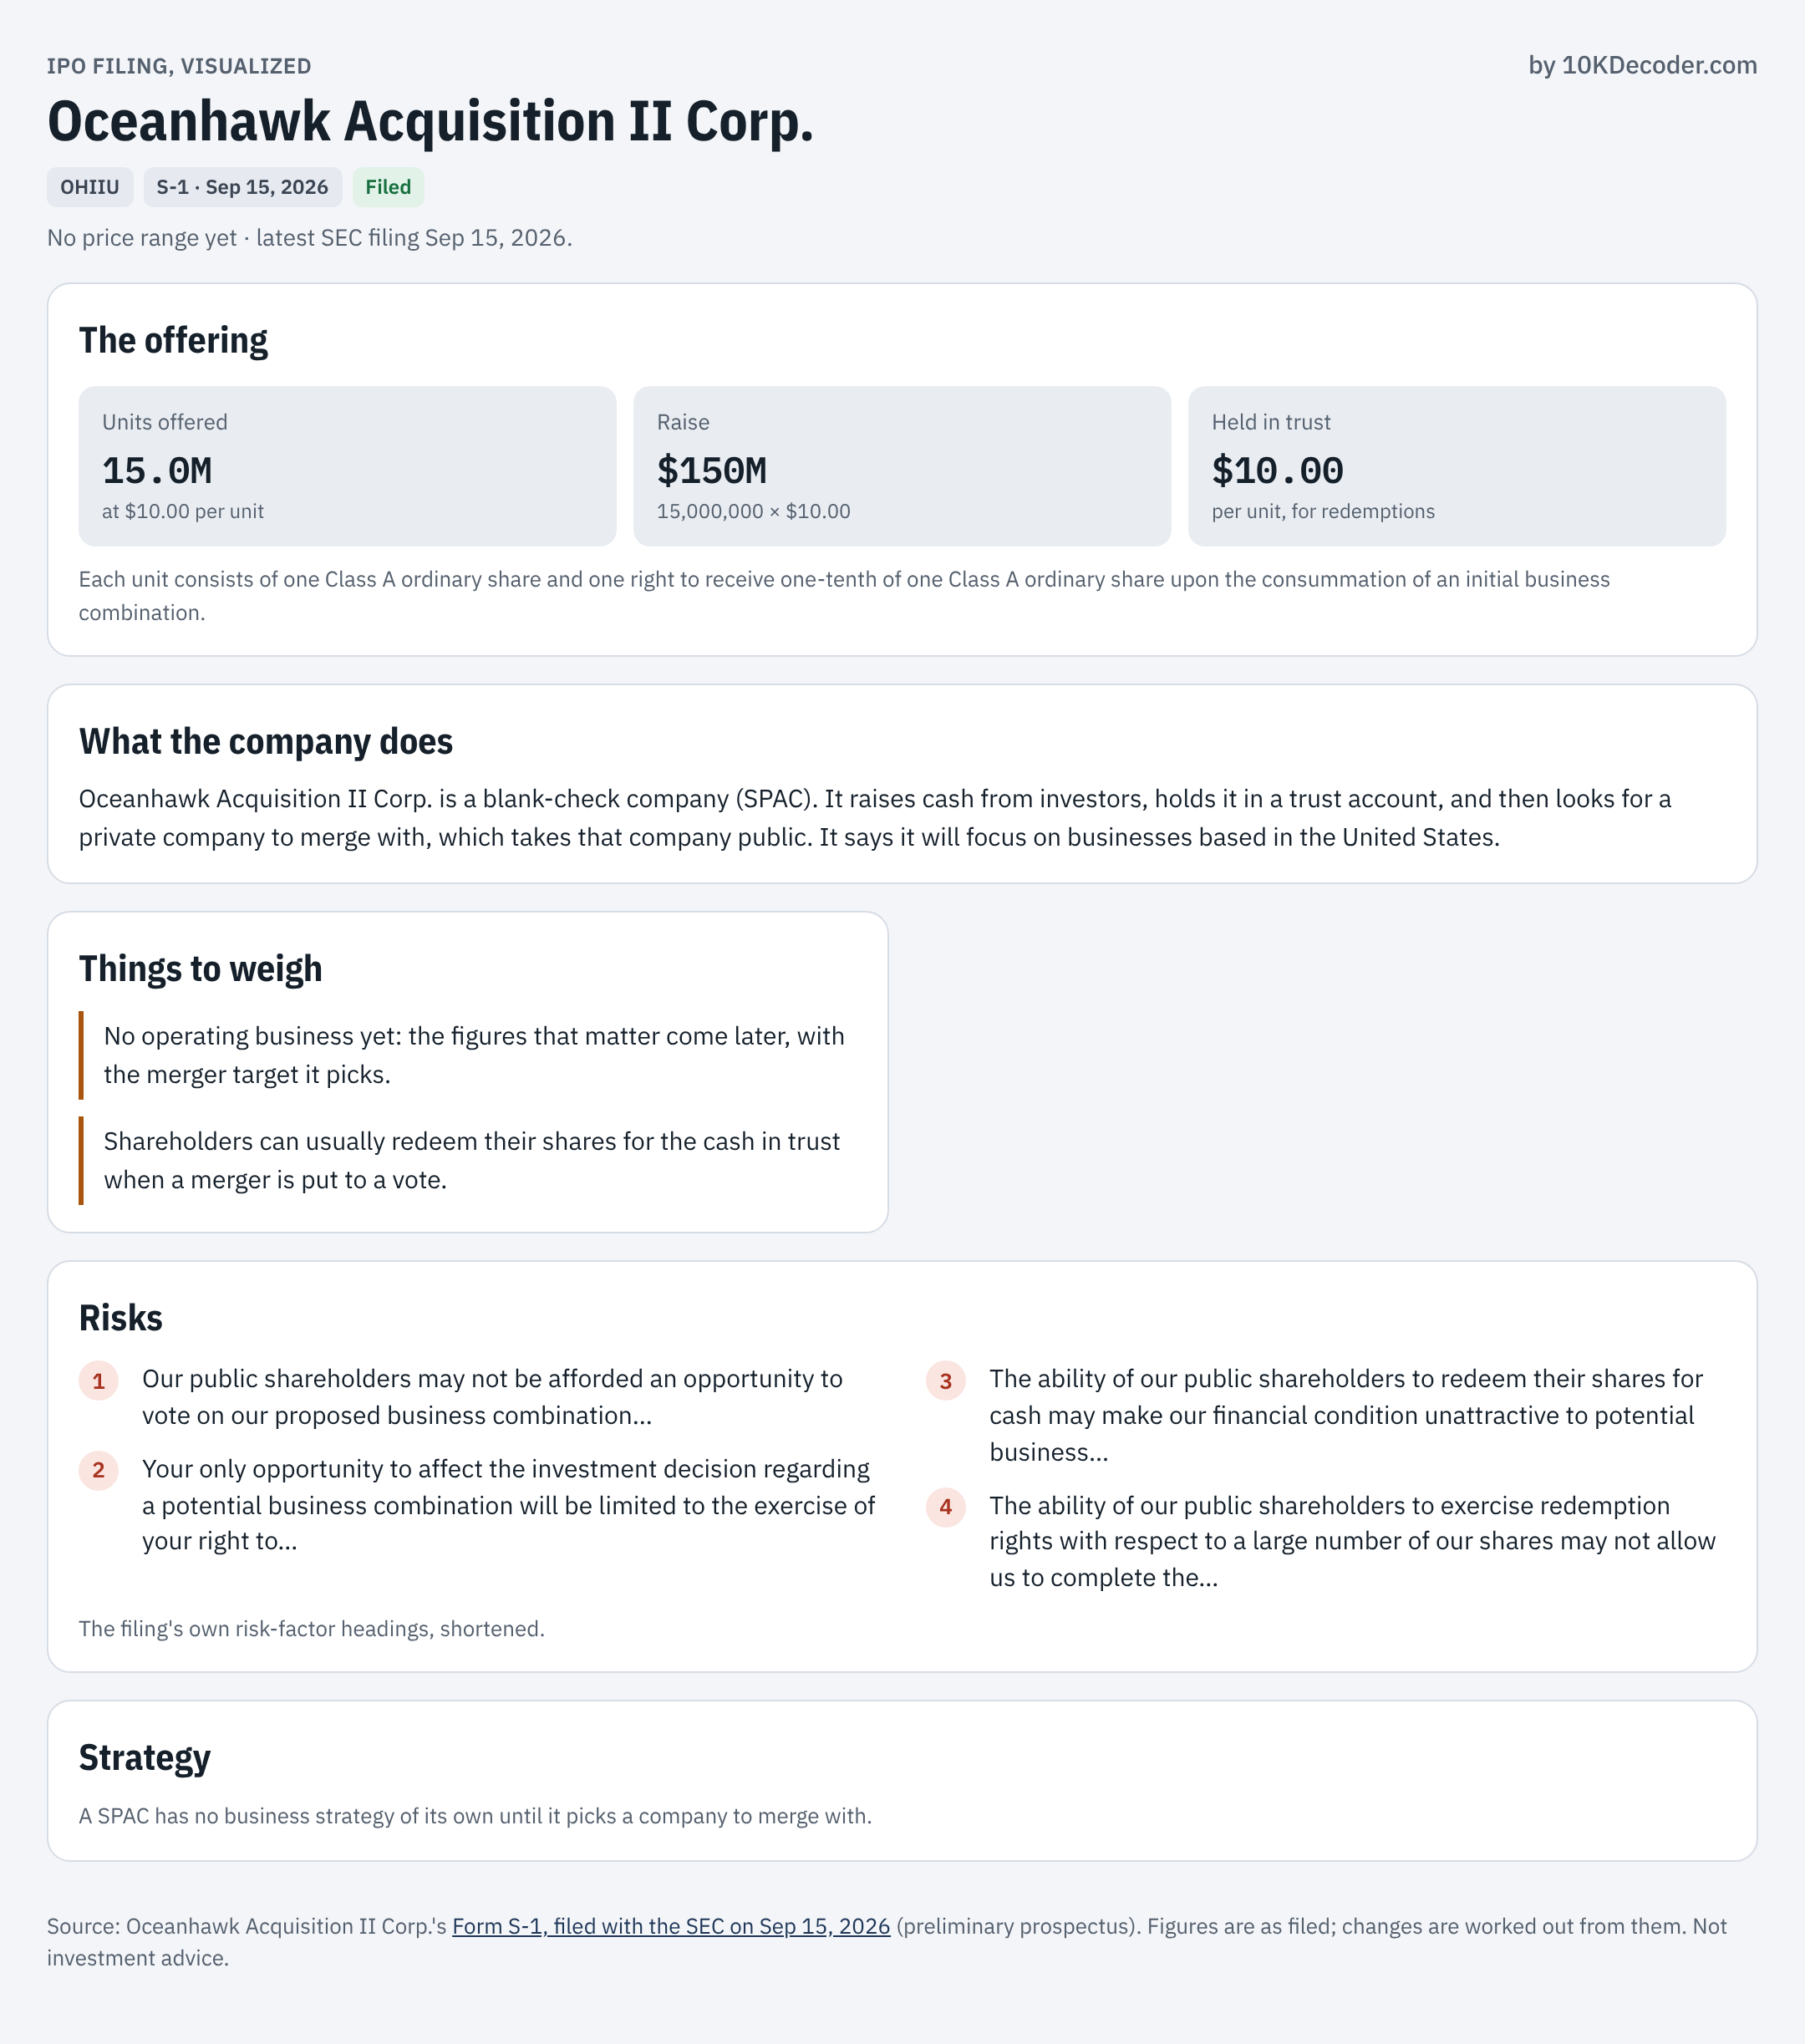 IPO FILING, VISUALIZED
by 10KDecoder.com
Oceanhawk Acquisition II Corp.
OHIIU
S-1 · Sep 15, 2026
Filed
No price range yet · latest SEC filing Sep 15, 2026.
The offering
Units offered
15.0M
at $10.00 per unit
Raise
$150M
15,000,000 × $10.00
Held in trust
$10.00
per unit, for redemptions
Each unit consists of one Class A ordinary share and one right to receive one-tenth of one Class A ordinary share upon the consummation of an initial business
combination.
What the company does
Oceanhawk Acquisition II Corp. is a blank-check company (SPAC). It raises cash from investors, holds it in a trust account, and then looks for a
private company to merge with, which takes that company public. It says it will focus on businesses based in the United States.
Things to weigh
No operating business yet: the figures that matter come later, with
the merger target it picks.
Shareholders can usually redeem their shares for the cash in trust
when a merger is put to a vote.
Risks
1
Our public shareholders may not be afforded an opportunity to
vote on our proposed business combination...
2
Your only opportunity to affect the investment decision regarding
a potential business combination will be limited to the exercise of
your right to...
3
The ability of our public shareholders to redeem their shares for
cash may make our financial condition unattractive to potential
business...
4
The ability of our public shareholders to exercise redemption
rights with respect to a large number of our shares may not allow
us to complete the...
The filing's own risk-factor headings, shortened.
Strategy
A SPAC has no business strategy of its own until it picks a company to merge with.
Source: Oceanhawk Acquisition II Corp.'s Form S-1, filed with the SEC on Sep 15, 2026 (preliminary prospectus). Figures are as filed; changes are worked out from them. Not
investment advice.